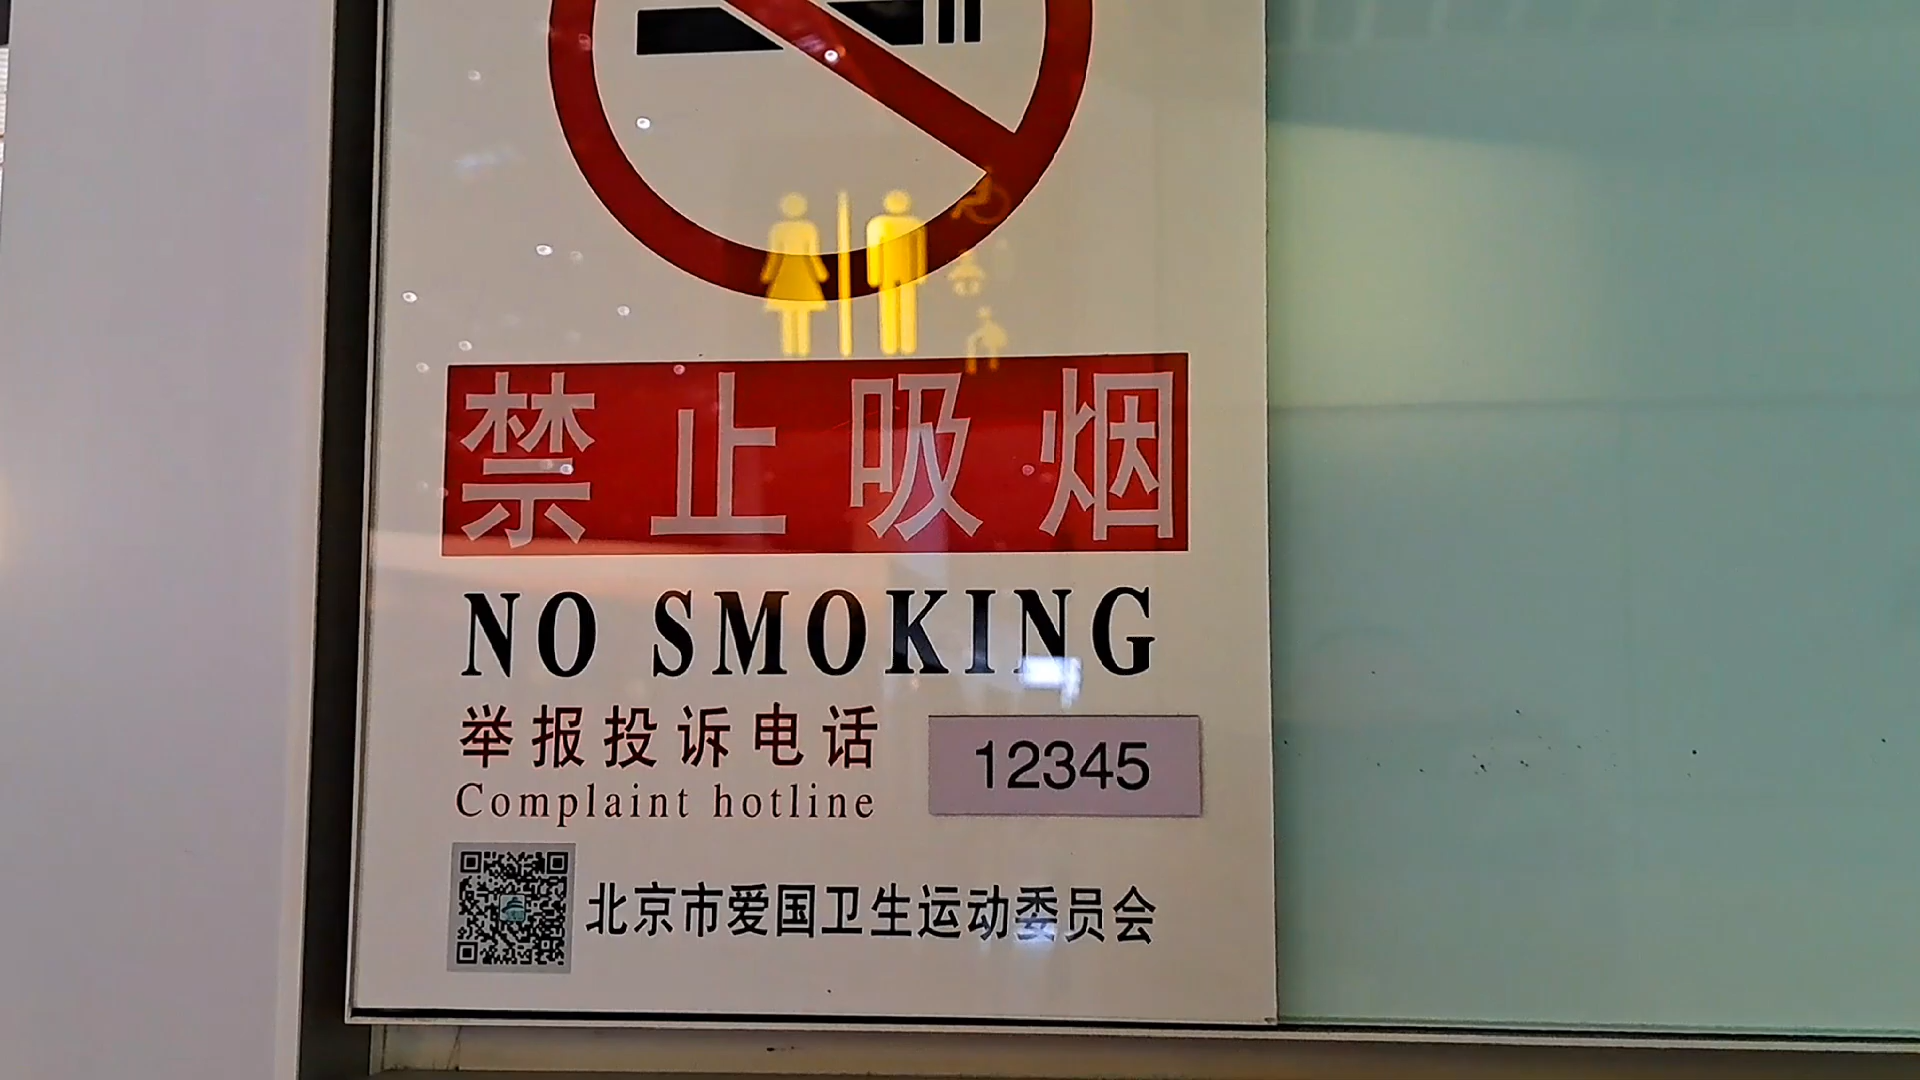 禁止吸烟
NO SMOKING
举报投诉电话
Complaint hotline
12345
北京市爱国卫生运动委员会